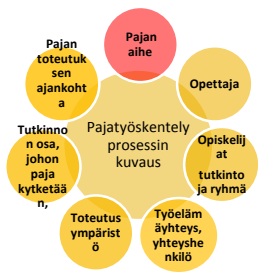 Pajan
aihe
Opettaja
Opiskelij
at
tutkinto
ja ryhmä
Työeläm
äyhteys,
yhteyshe
nkilö
Toteutus
ympärist
ö
Tutkinno
n osa,
johon
paja
kytketää
n,
Pajan
toteutuk
sen
ajankoht
a
Pajatyöskentely
prosessin
kuvaus